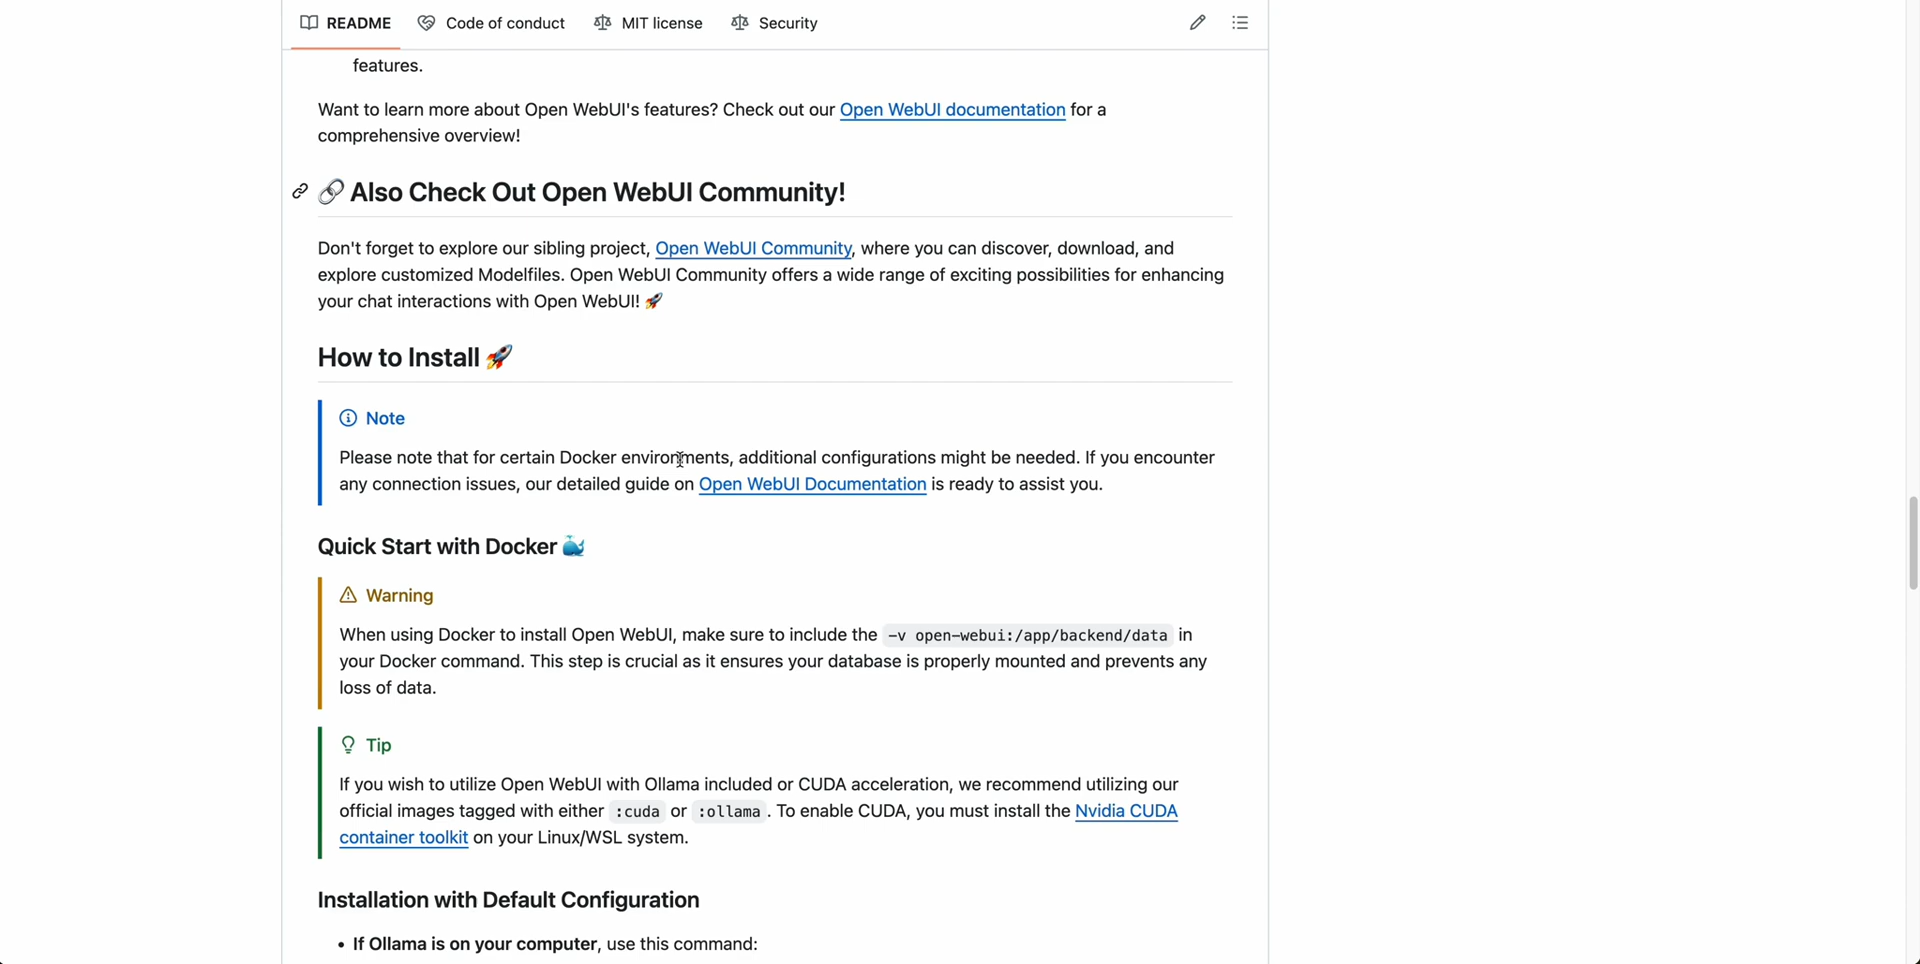 README Code of conduct MIT license Security
features.
Want to learn more about Open WebUI's features? Check out our Open WebUI documentation for a
comprehensive overview!
🔗 Also Check Out Open WebUI Community!
Don't forget to explore our sibling project, Open WebUI Community, where you can discover, download, and
explore customized Modelfiles. Open WebUI Community offers a wide range of exciting possibilities for enhancing
your chat interactions with Open WebUI! 🚀
How to Install 🚀
Note
Please note that for certain Docker environments, additional configurations might be needed. If you encounter
any connection issues, our detailed guide on Open WebUI Documentation is ready to assist you.
Quick Start with Docker 🐳
Warning
When using Docker to install Open WebUI, make sure to include the -v open-webui:/app/backend/data in
your Docker command. This step is crucial as it ensures your database is properly mounted and prevents any
loss of data.
Tip
If you wish to utilize Open WebUI with Ollama included or CUDA acceleration, we recommend utilizing our
official images tagged with either :cuda or :ollama. To enable CUDA, you must install the Nvidia CUDA
container toolkit on your Linux/WSL system.
Installation with Default Configuration
• If Ollama is on your computer, use this command: